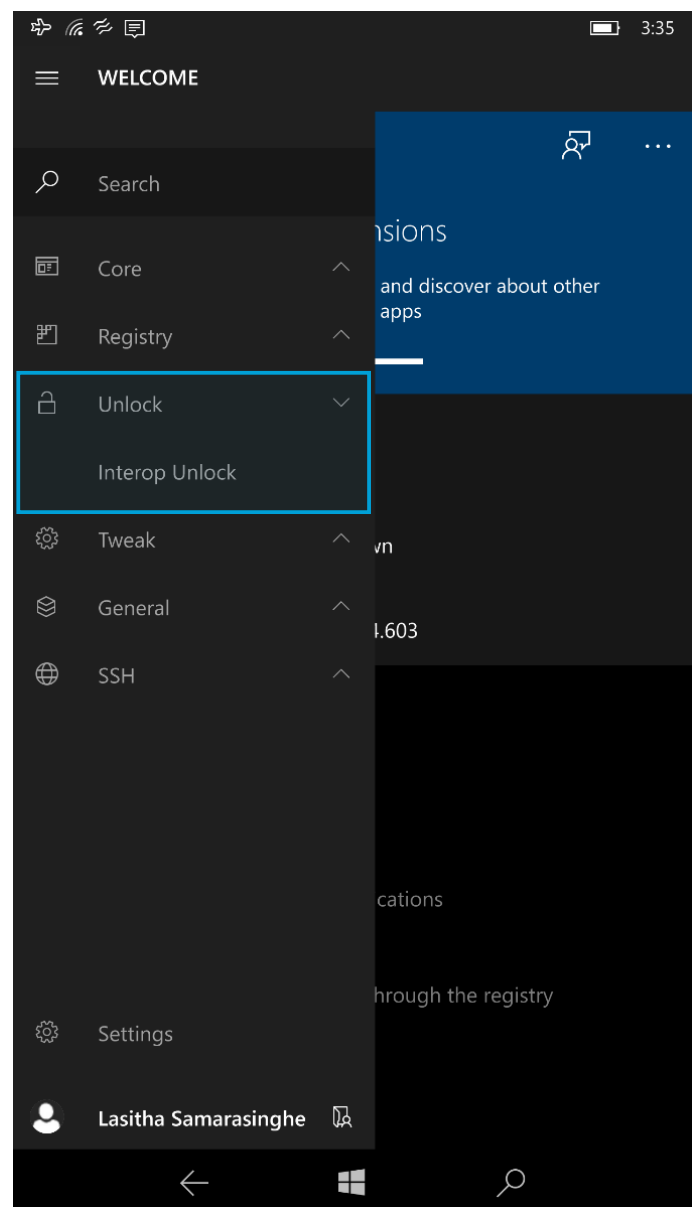 3:35
WELCOME
Search
nsions
Core
and discover about other
apps
Registry
Unlock
Interop Unlock
Tweak
wn
General
4.603
SSH
cations
hrough the registry
Settings
Lasitha Samarasinghe